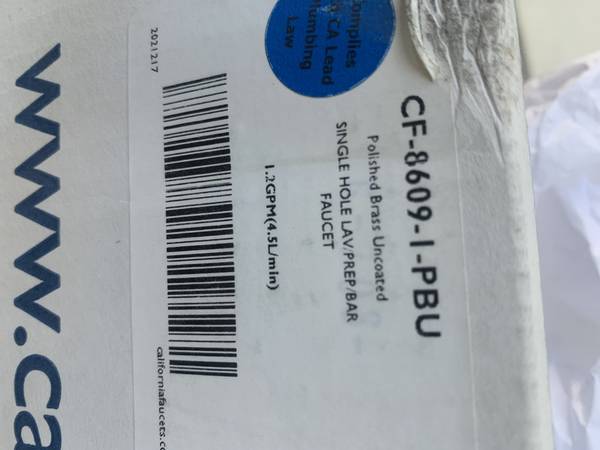 CF-8609-1-PBU
Polished Brass Uncoated
SINGLE HOLE LAV/PREP/BAR
FAUCET
1.2GPM(4.5L/min)
Complies
CA Lead
Plumbing
Law
2021217
californiafaucets.co
www.ca